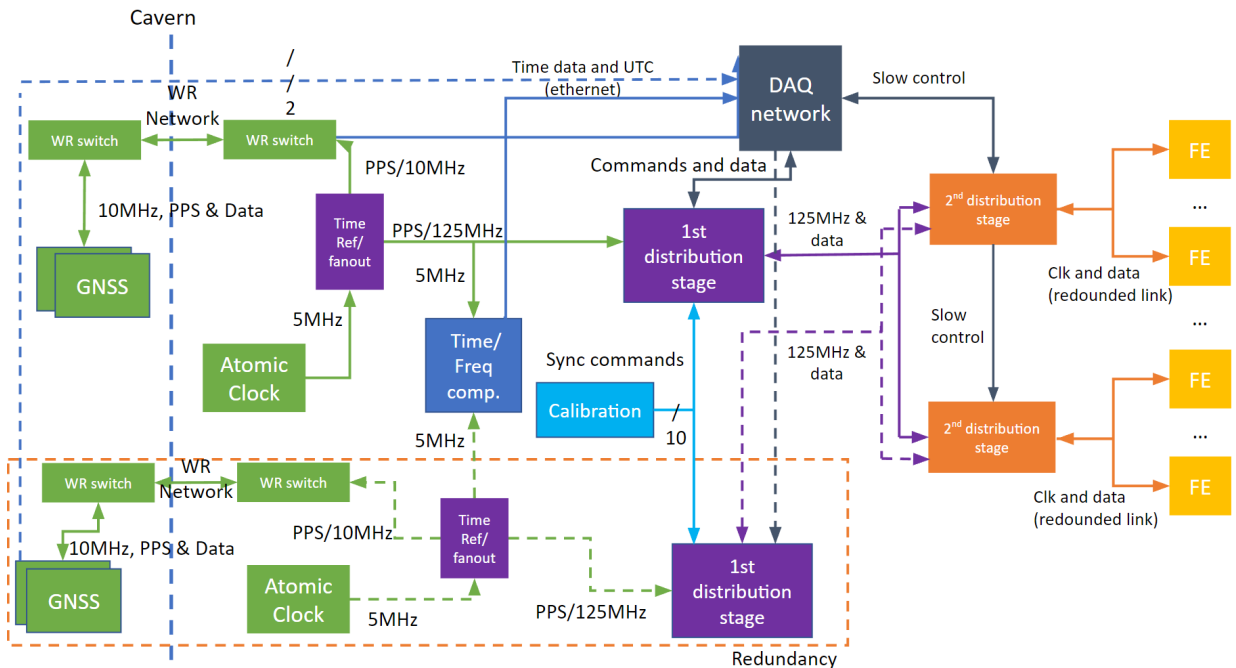 Cavern
/
/
2
Time data and UTC
(ethernet)
DAQ
network
Slow control
WR
Network
WR switch
WR switch
FE
PPS/10MHz
Commands and data
...
10MHz, PPS & Data
Time
Ref/
fanout
PPS/125MHz
1st
distribution
stage
125MHz &
data
2nd distribution
stage
FE
GNSS
5MHz
Clk and data
(redounded link)
5MHz
Time/
Freq
comp.
Slow
control
...
Atomic
Clock
Sync commands
125MHz &
data
FE
Calibration
/
10
2nd distribution
stage
...
5MHz
WR
Network
WR switch
WR switch
FE
Clk and data
(redounded link)
PPS/10MHz
Time
Ref/
fanout
10MHz, PPS & Data
1st
distribution
stage
GNSS
Atomic
Clock
5MHz
PPS/125MHz
Redundancy